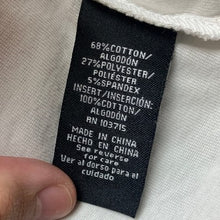 68%COTTON/
ALGODÓN
27%POLYESTER/
POLIÉSTER
5%SPANDEX
INSERT/INSERCIÓN:
100%COTTON/
ALGODÓN
RN 103715
MADE IN CHINA
HECHO EN CHINA
See reverse
for care
Ver al dorso para el
cuidado